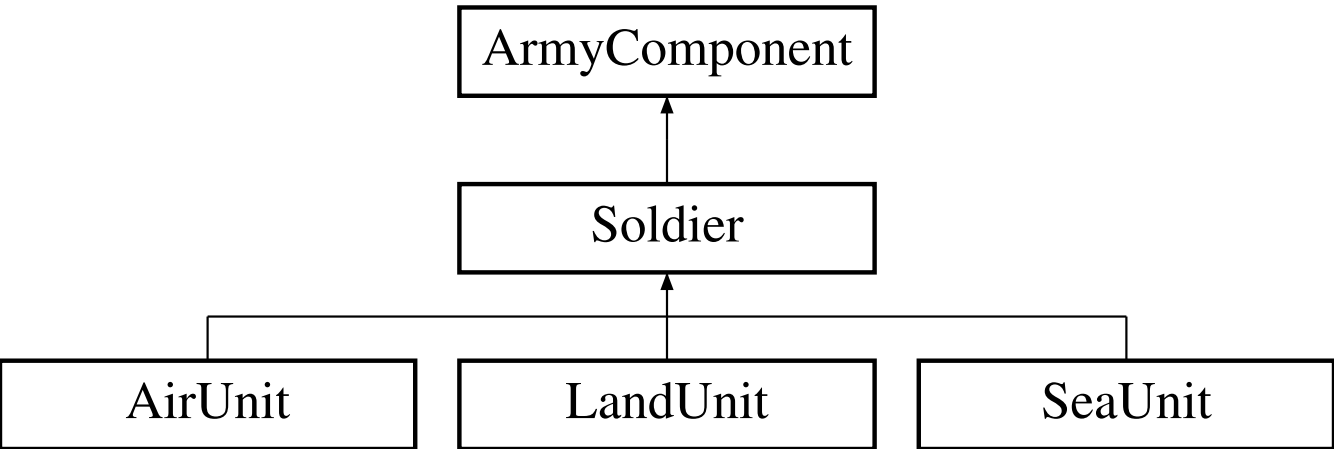 ArmyComponent
Soldier
AirUnit
LandUnit
SeaUnit